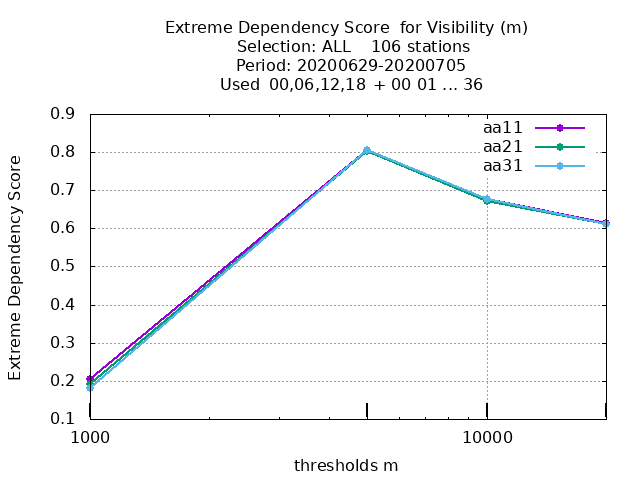 Extreme Dependency Score  for Visibility (m)
Selection: ALL    106 stations
Period: 20200629-20200705
Used  00,06,12,18  + 00 01 ... 36
aa11
aa21
aa31
Extreme Dependency Score
0.9
0.8
0.7
0.6
0.5
0.4
0.3
0.2
0.1
1000
10000
thresholds m